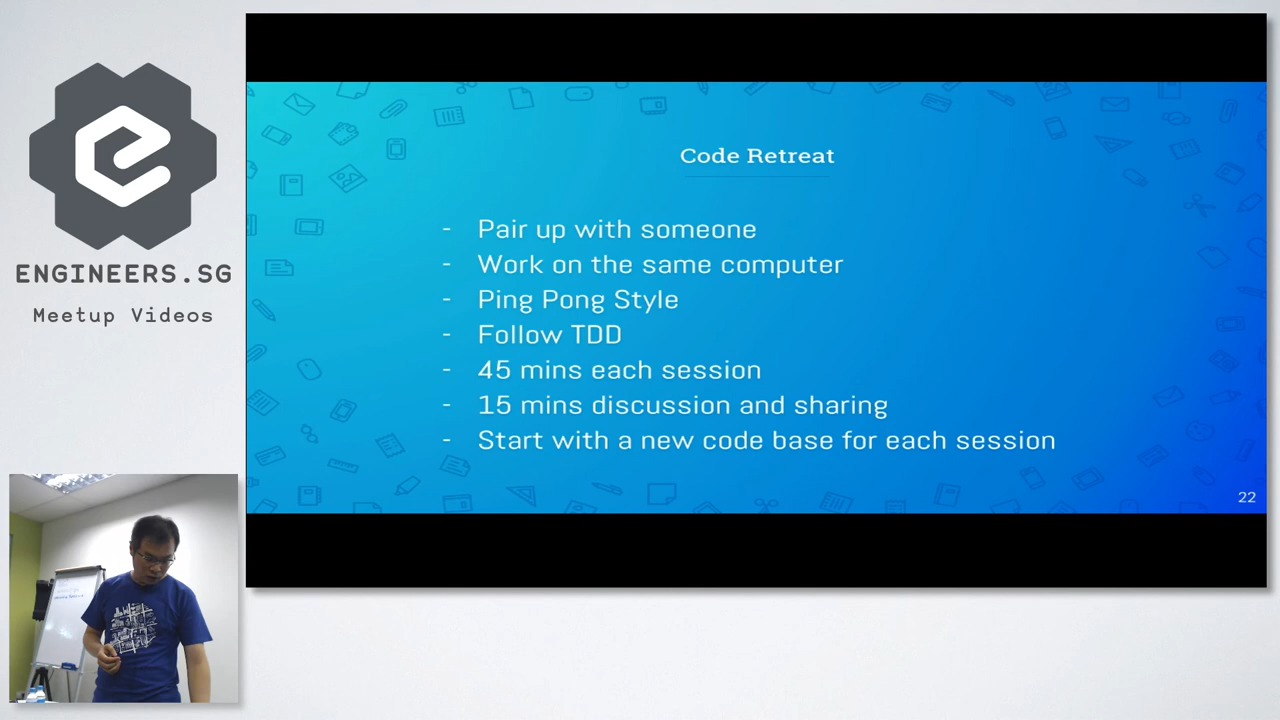 ENGINEERS.SG
Meetup Videos
Code Retreat
- Pair up with someone
- Work on the same computer
- Ping Pong Style
- Follow TDD
- 45 mins each session
- 15 mins discussion and sharing
- Start with a new code base for each session
22